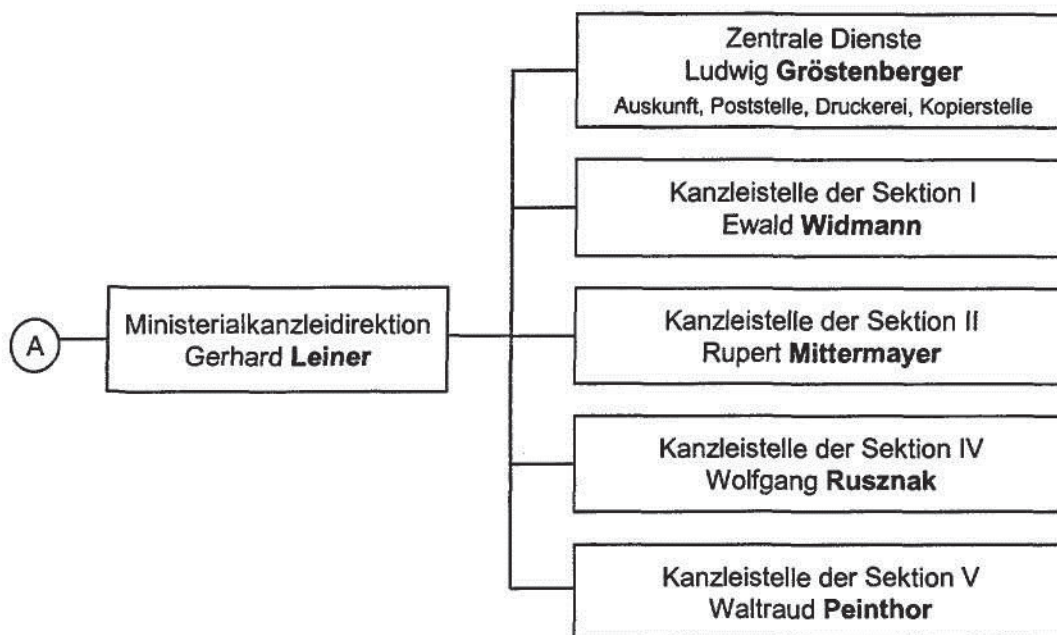 Zentrale Dienste
Ludwig Gröstenberger
Auskunft, Poststelle, Druckerei, Kopierstelle
Kanzleistelle der Sektion I
Ewald Widmann
A
Ministerialkanzleidirektion
Gerhard Leiner
Kanzleistelle der Sektion II
Rupert Mittermayer
Kanzleistelle der Sektion IV
Wolfgang Rusznak
Kanzleistelle der Sektion V
Waltraud Peinthor